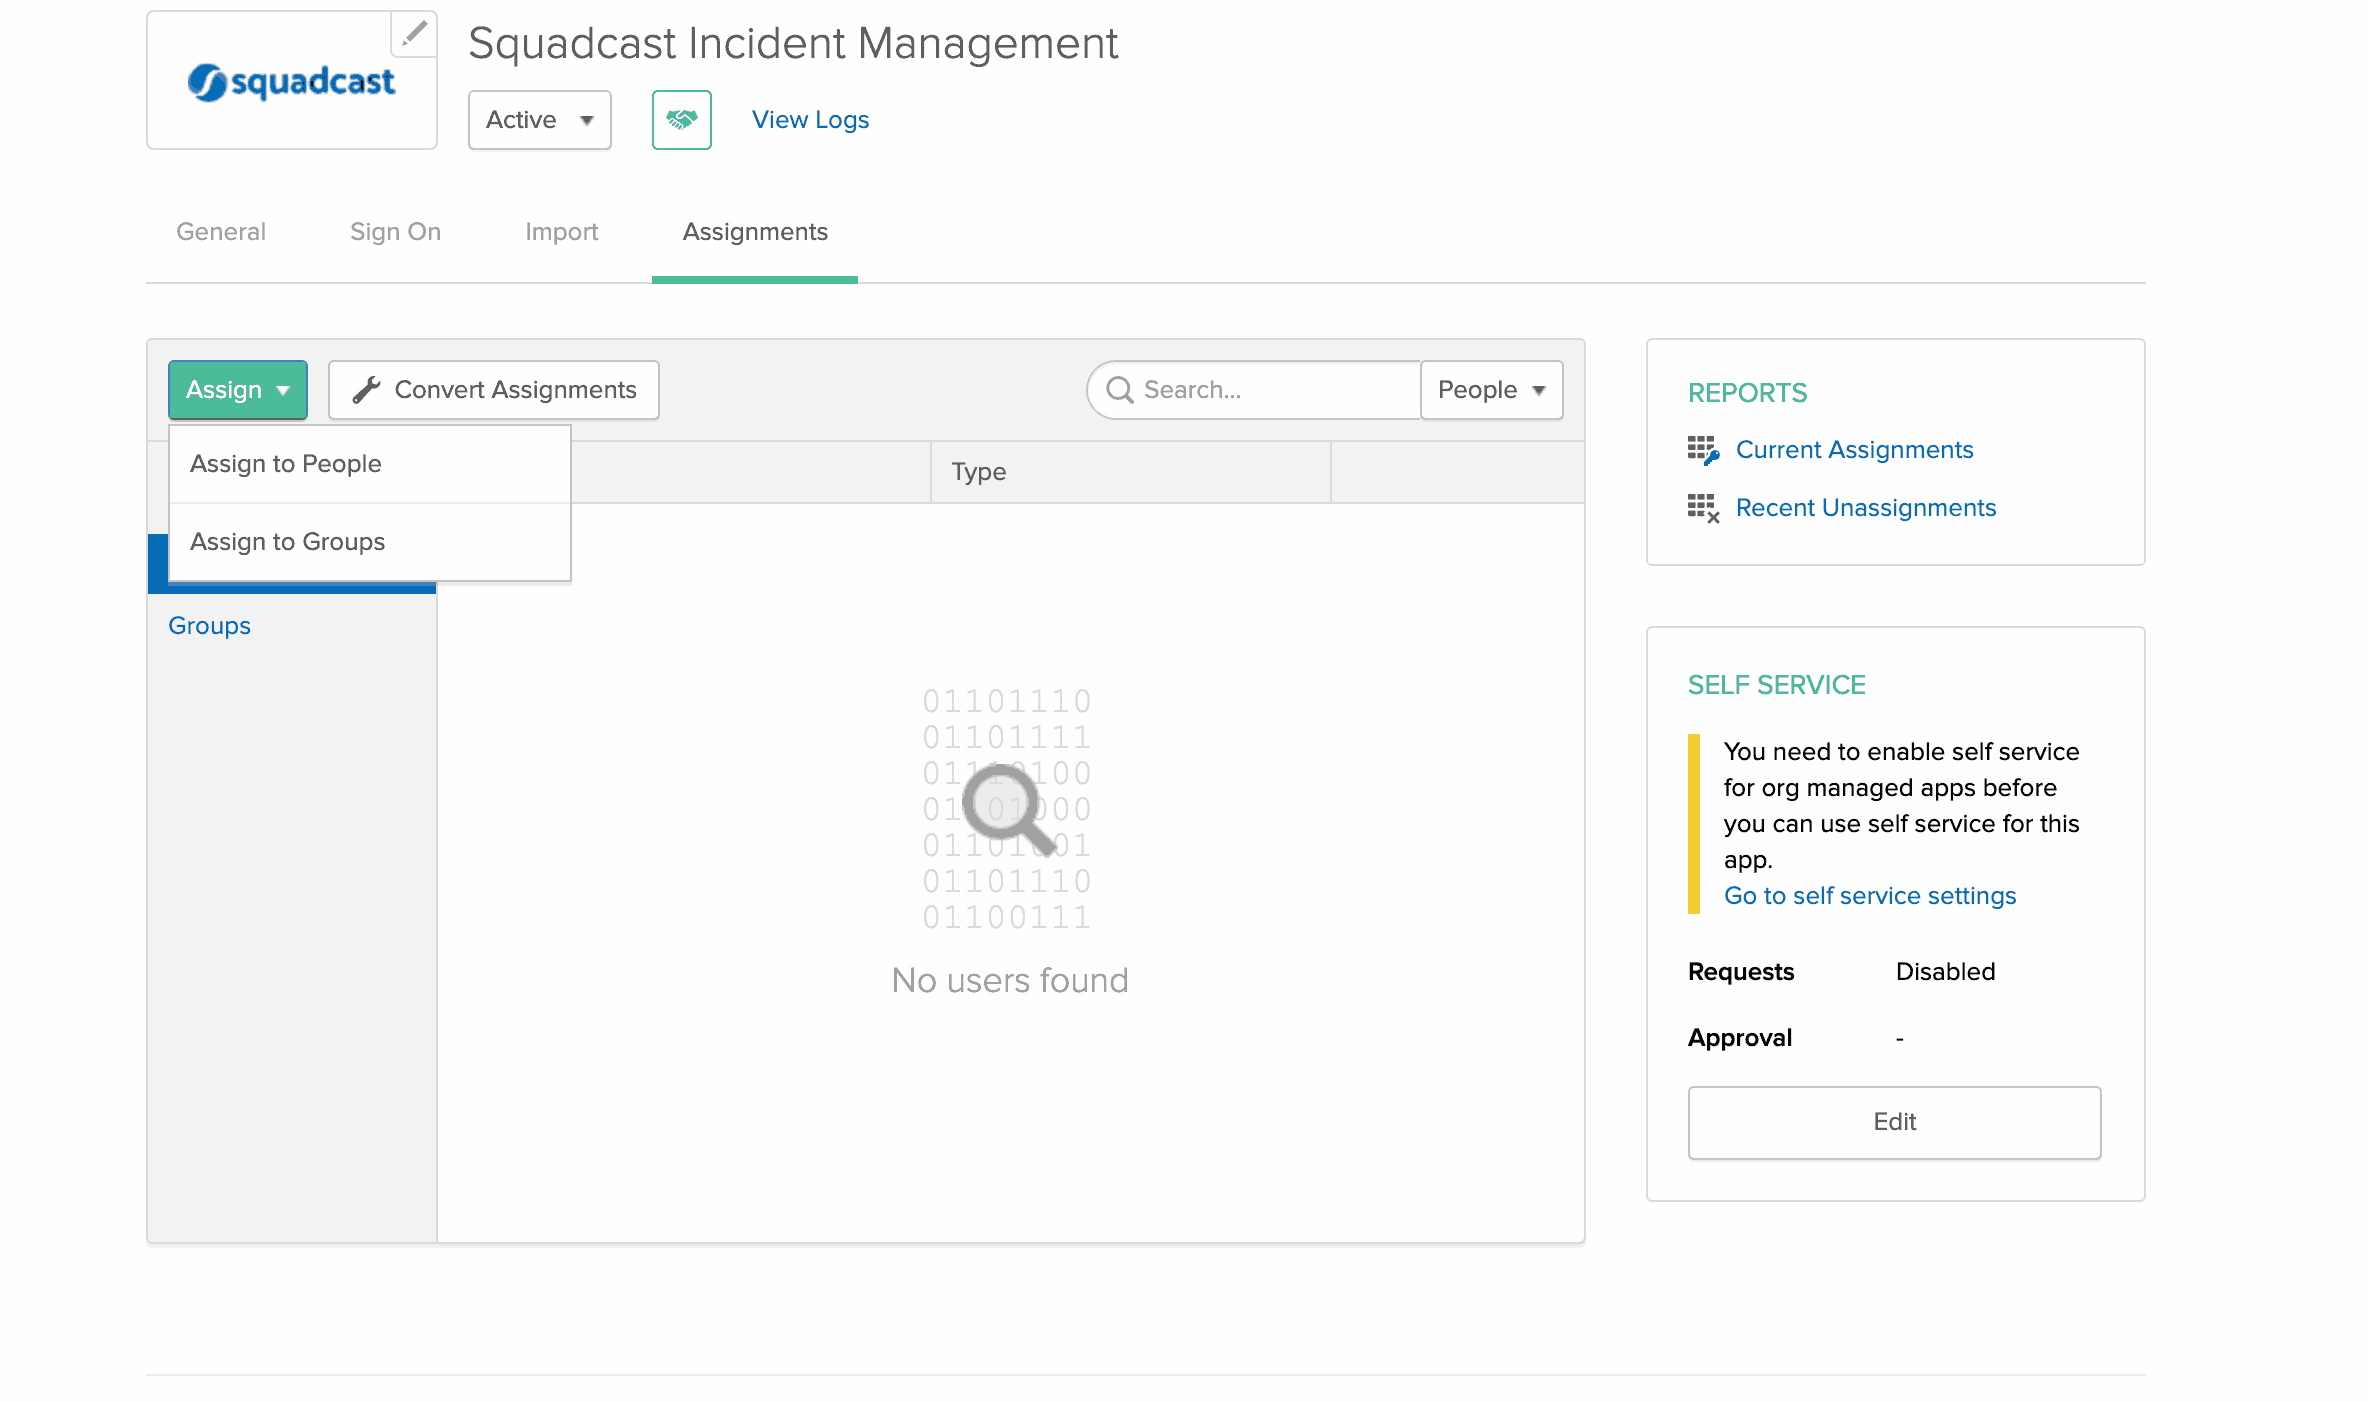 squadcast
Squadcast Incident Management
Active
View Logs
General
Sign On
Import
Assignments
Assign
Convert Assignments
Search...
People
Assign to People
Assign to Groups
Type
Groups
01101110
01101111
01110100
01101000
01101001
01101110
01100111
No users found
REPORTS
Current Assignments
Recent Unassignments
SELF SERVICE
You need to enable self service
for org managed apps before
you can use self service for this
app.
Go to self service settings
Requests
Disabled
Approval
-
Edit